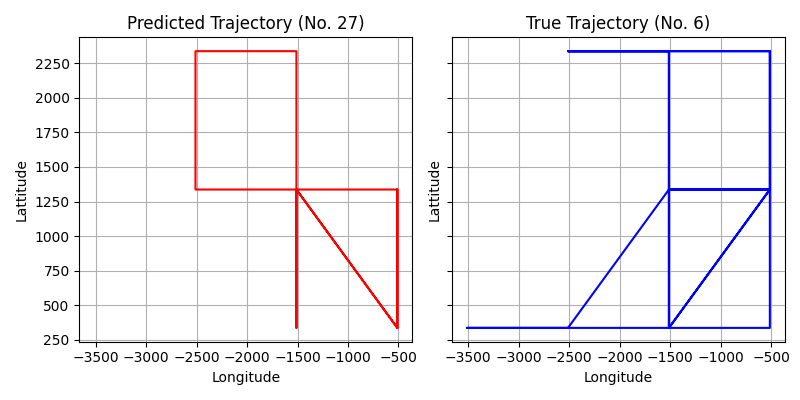 Predicted Trajectory (No. 27)
True Trajectory (No. 6)
Lattitude
2250
2000
1750
1500
1250
1000
750
500
250
−3500 −3000 −2500 −2000 −1500 −1000 −500
Longitude
Lattitude
−3500 −3000 −2500 −2000 −1500 −1000 −500
Longitude